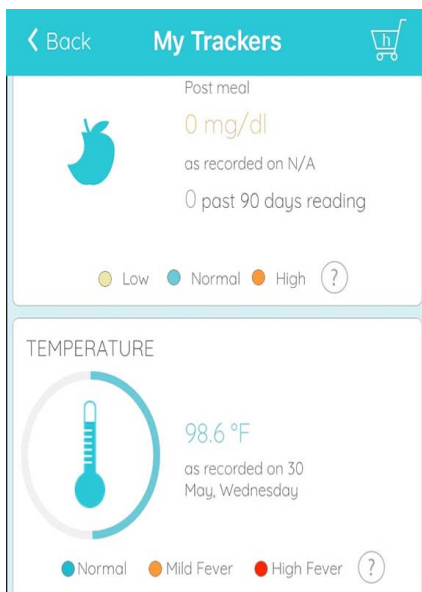 Back My Trackers h
Post meal
0 mg/dl
as recorded on N/A
0 past 90 days reading
Low Normal High ?
TEMPERATURE
98.6 °F
as recorded on 30
May, Wednesday
Normal Mild Fever High Fever ?